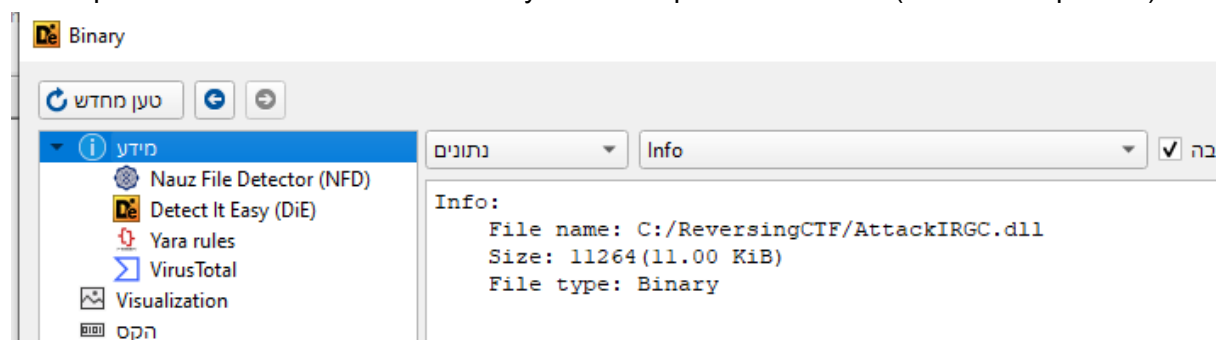 Binary
טען מחדש
מידע
נתונים
Info
Nauz File Detector (NFD)
Detect It Easy (DiE)
Yara rules
VirusTotal
Visualization
הקס
Info:
File name: C:/ReversingCTF/AttackIRGC.dll
Size: 11264(11.00 KiB)
File type: Binary